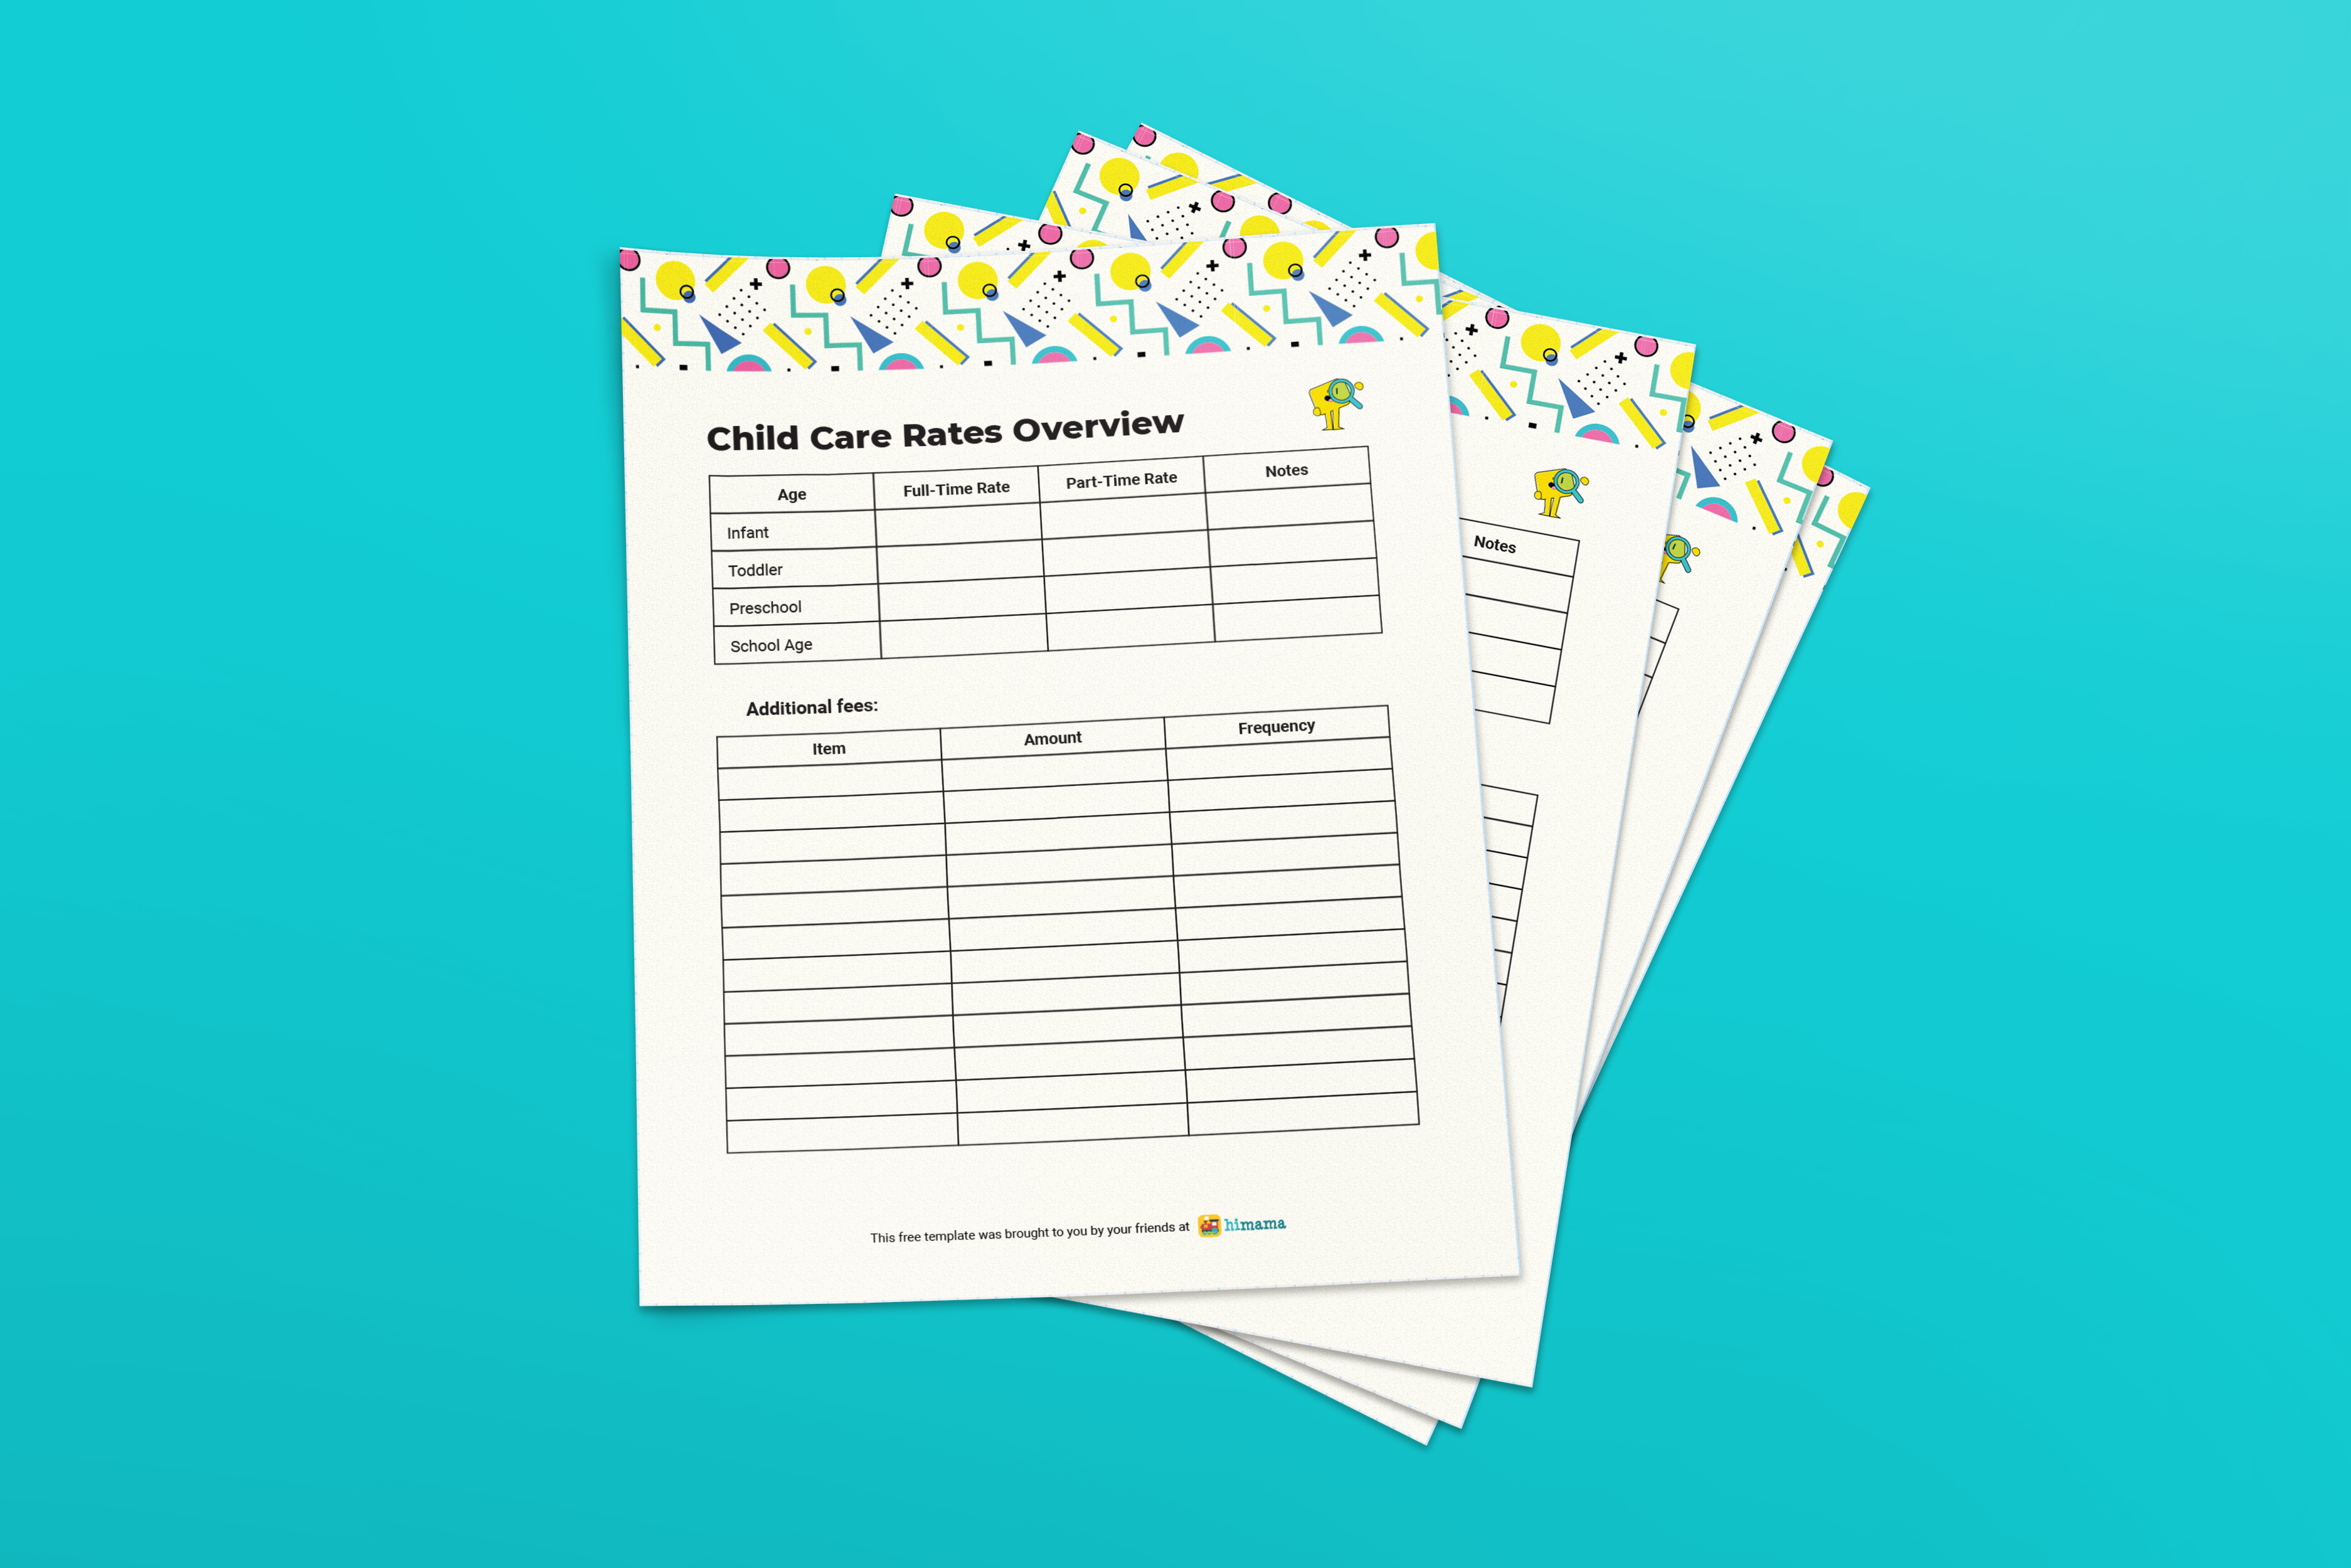 Child Care Rates Overview
Age Full-Time Rate Part-Time Rate Notes
Infant
Toddler
Preschool
School Age
Additional fees:
Item Amount Frequency
This free template was brought to you by your friends at himama
Notes